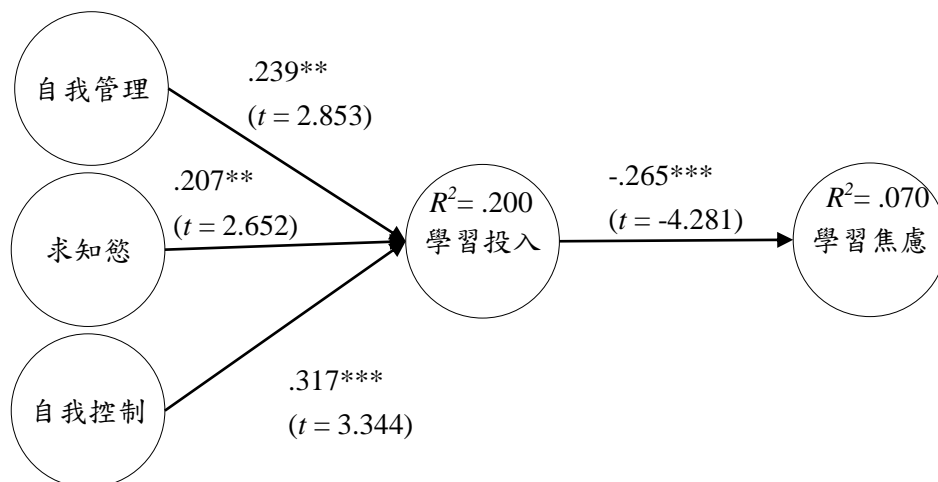 自我管理
.239**
(t = 2.853)
求知慾
.207**
(t = 2.652)
自我控制
.317***
(t = 3.344)
R²= .200
學習投入
-.265***
(t = -4.281)
R²= .070
學習焦慮